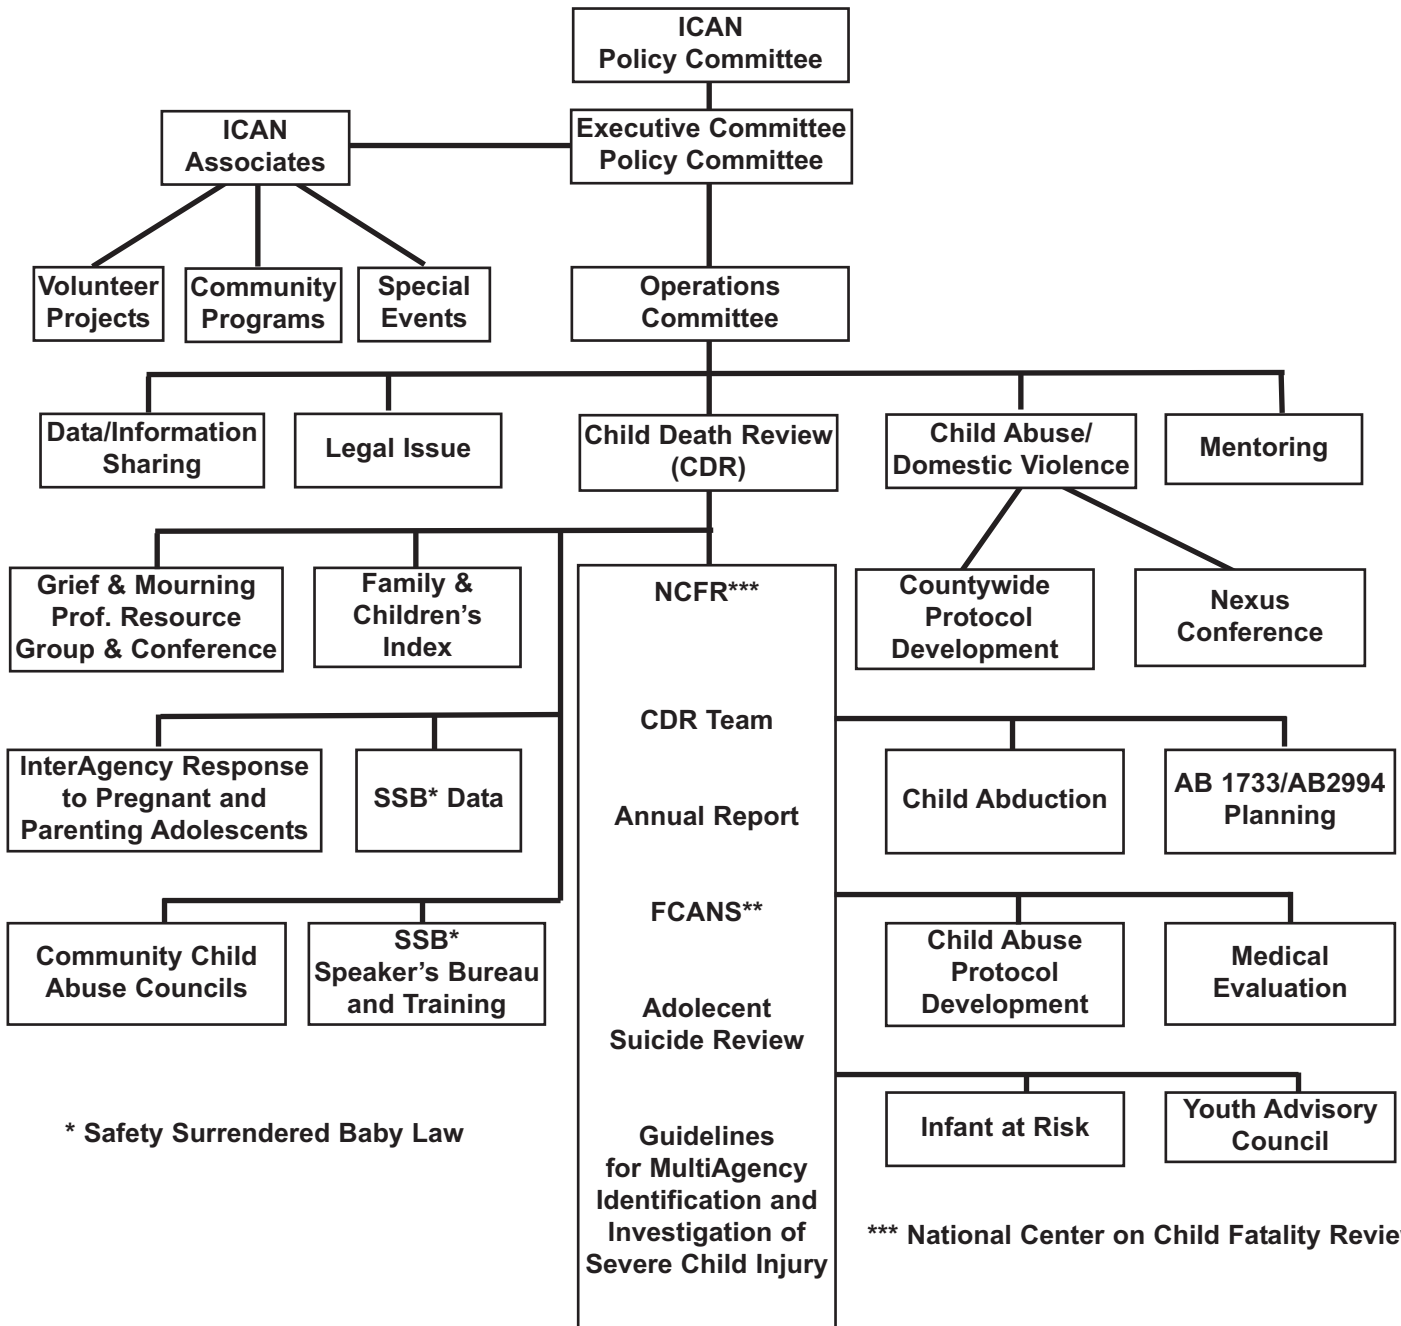 ICAN
Policy Committee
ICAN
Associates
Executive Committee
Policy Committee
Volunteer
Projects
Community
Programs
Special
Events
Operations
Committee
Data/Information
Sharing
Legal Issue
Child Death Review
(CDR)
Child Abuse/
Domestic Violence
Mentoring
Grief & Mourning
Prof. Resource
Group & Conference
Family &
Children’s
Index
NCFR***
Countywide
Protocol
Development
Nexus
Conference
InterAgency Response
to Pregnant and
Parenting Adolescents
SSB* Data
CDR Team
Annual Report
Child Abduction
AB 1733/AB2994
Planning
Community Child
Abuse Councils
SSB*
Speaker’s Bureau
and Training
FCANS**
Adolecent
Suicide Review
Child Abuse
Protocol
Development
Medical
Evaluation
* Safety Surrendered Baby Law
Guidelines
for MultiAgency
Identification and
Investigation of
Severe Child Injury
Infant at Risk
Youth Advisory
Council
*** National Center on Child Fatality Revie